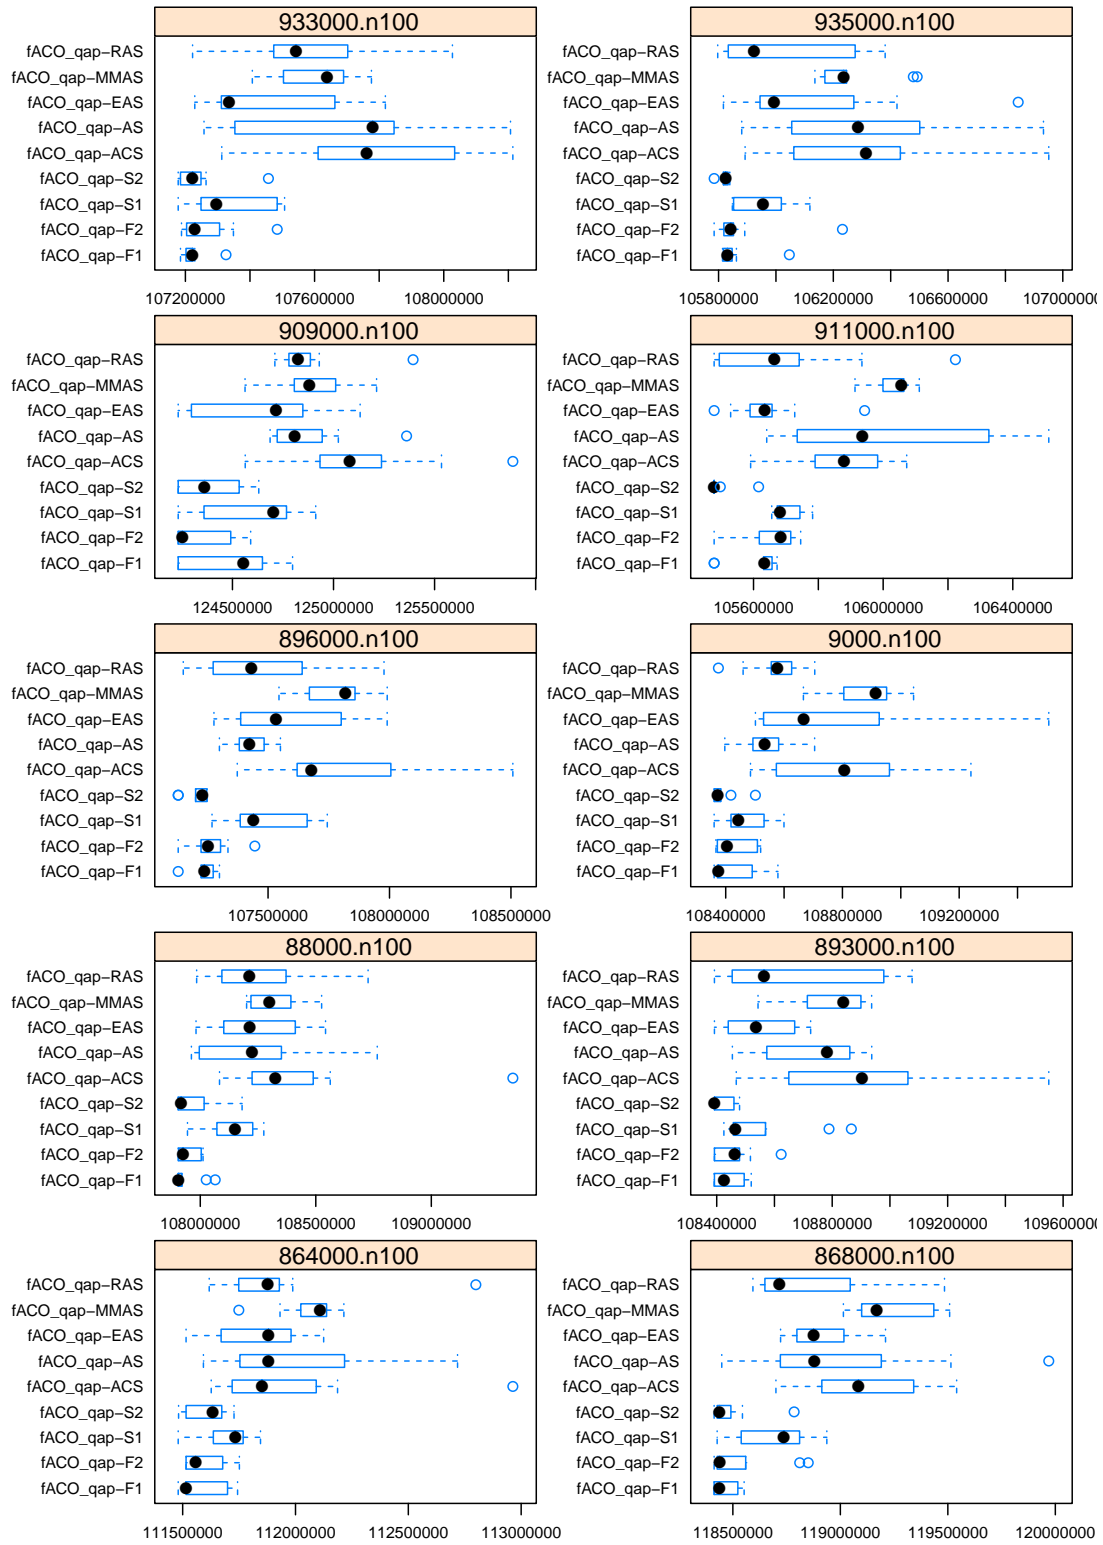 933000.n100
fACO_qap−RAS
fACO_qap−MMAS
fACO_qap−EAS
fACO_qap−AS
fACO_qap−ACS
fACO_qap−S2
fACO_qap−S1
fACO_qap−F2
fACO_qap−F1
107200000 107600000 108000000
935000.n100
fACO_qap−RAS
fACO_qap−MMAS
fACO_qap−EAS
fACO_qap−AS
fACO_qap−ACS
fACO_qap−S2
fACO_qap−S1
fACO_qap−F2
fACO_qap−F1
105800000 106200000 106600000 10700000
909000.n100
fACO_qap−RAS
fACO_qap−MMAS
fACO_qap−EAS
fACO_qap−AS
fACO_qap−ACS
fACO_qap−S2
fACO_qap−S1
fACO_qap−F2
fACO_qap−F1
124500000 125000000 125500000
911000.n100
fACO_qap−RAS
fACO_qap−MMAS
fACO_qap−EAS
fACO_qap−AS
fACO_qap−ACS
fACO_qap−S2
fACO_qap−S1
fACO_qap−F2
fACO_qap−F1
105600000 106000000 106400000
896000.n100
fACO_qap−RAS
fACO_qap−MMAS
fACO_qap−EAS
fACO_qap−AS
fACO_qap−ACS
fACO_qap−S2
fACO_qap−S1
fACO_qap−F2
fACO_qap−F1
107500000 108000000 108500000
9000.n100
fACO_qap−RAS
fACO_qap−MMAS
fACO_qap−EAS
fACO_qap−AS
fACO_qap−ACS
fACO_qap−S2
fACO_qap−S1
fACO_qap−F2
fACO_qap−F1
108400000 108800000 109200000
88000.n100
fACO_qap−RAS
fACO_qap−MMAS
fACO_qap−EAS
fACO_qap−AS
fACO_qap−ACS
fACO_qap−S2
fACO_qap−S1
fACO_qap−F2
fACO_qap−F1
108000000 108500000 109000000
893000.n100
fACO_qap−RAS
fACO_qap−MMAS
fACO_qap−EAS
fACO_qap−AS
fACO_qap−ACS
fACO_qap−S2
fACO_qap−S1
fACO_qap−F2
fACO_qap−F1
108400000 108800000 109200000 10960000
864000.n100
fACO_qap−RAS
fACO_qap−MMAS
fACO_qap−EAS
fACO_qap−AS
fACO_qap−ACS
fACO_qap−S2
fACO_qap−S1
fACO_qap−F2
fACO_qap−F1
111500000 112000000 112500000 113000000
868000.n100
fACO_qap−RAS
fACO_qap−MMAS
fACO_qap−EAS
fACO_qap−AS
fACO_qap−ACS
fACO_qap−S2
fACO_qap−S1
fACO_qap−F2
fACO_qap−F1
118500000 119000000 119500000 120000000